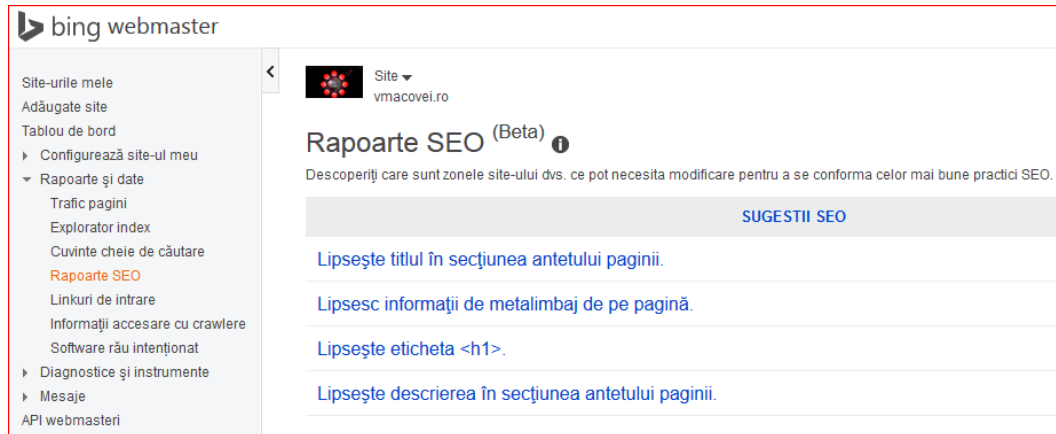 bing webmaster
Site-urile mele
Adăugate site
Tablou de bord
Configurează site-ul meu
Rapoarte şi date
Trafic pagini
Explorator index
Cuvinte cheie de căutare
Rapoarte SEO
Linkuri de intrare
Informaţii accesare cu crawlere
Software rău intenţionat
Diagnostice şi instrumente
Mesaje
API webmasteri
Site
vmacovei.ro
Rapoarte SEO (Beta)
Descoperiţi care sunt zonele site-ului dvs. ce pot necesita modificare pentru a se conforma celor mai bune practici SEO.
SUGESTII SEO
Lipseşte titlul în secţiunea antetului paginii.
Lipsesc informaţii de metalimbaj de pe pagină.
Lipseşte eticheta <h1>.
Lipseşte descrierea în secţiunea antetului paginii.